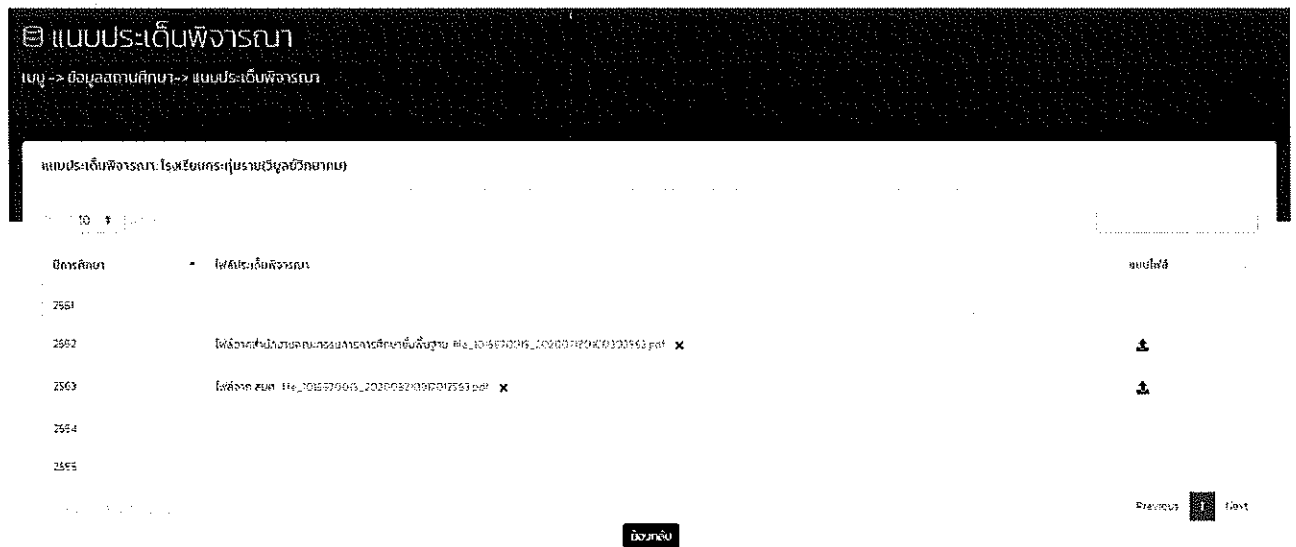 แบบประเด็นพิจารณา
เมนู -> ข้อมูลสถานศึกษา-> แบบประเด็นพิจารณา
แบบประเด็นพิจารณา: โรงเรียนกระทุ่มราย(วิบูลย์วิทยาคม)
10
ปีการศึกษา ไฟล์ประเด็นพิจารณา แนบไฟล์
2561
2562 ไฟล์จากสำนักงานคณะกรรมการการศึกษาขั้นพื้นฐาน
2563 ไฟล์จาก สมศ.
2564
2565
Previous 1 Next
ย้อนกลับ